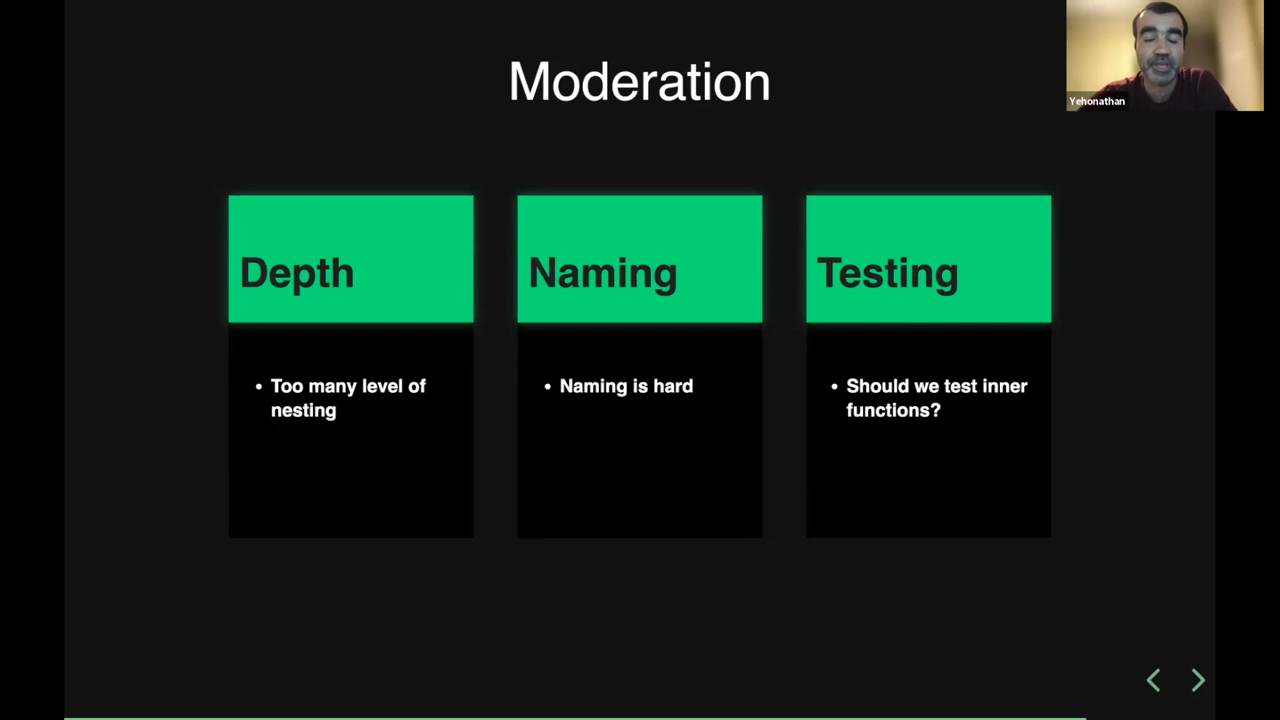 Moderation
Yehonathan
Depth
• Too many level of
nesting
Naming
• Naming is hard
Testing
• Should we test inner
functions?